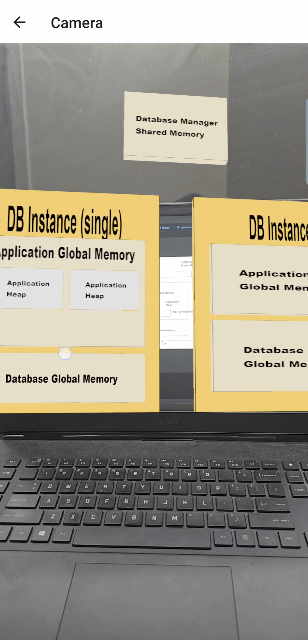 Camera
Database Manager
Shared Memory
DB Instance (single)
Application Global Memory
Application
Heap
Application
Heap
Database Global Memory
DB Instance
Application
Global Mem
Database
Global Me